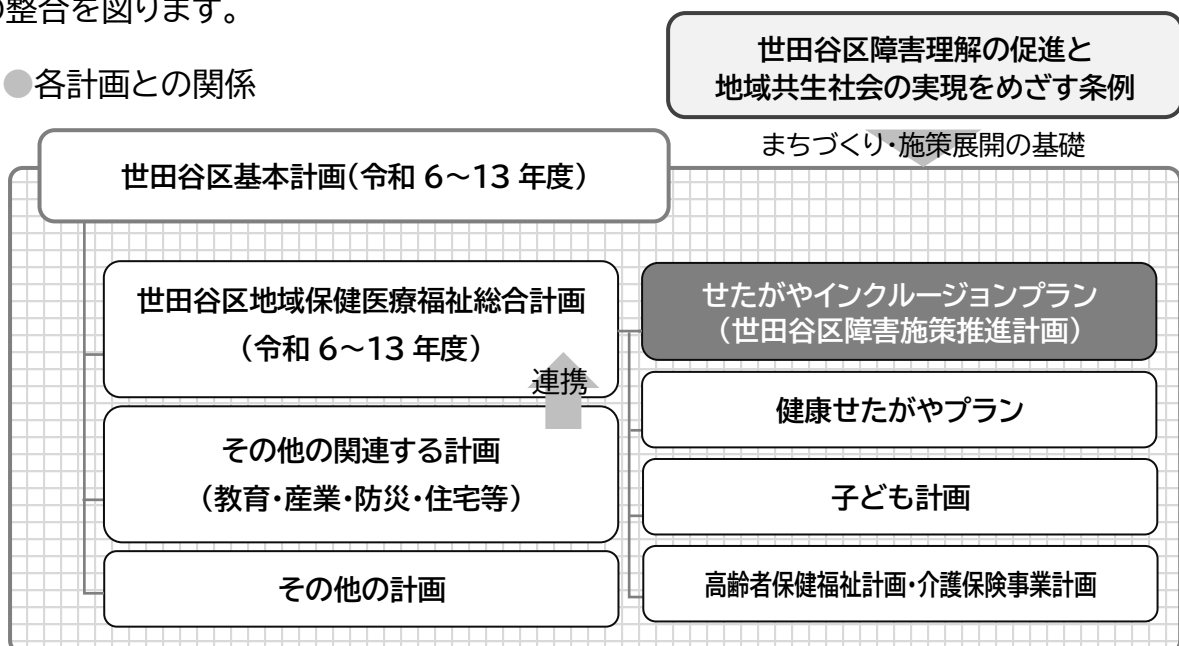 の整合を図ります。
●各計画との関係
世田谷区障害理解の促進と
地域共生社会の実現をめざす条例
まちづくり・施策展開の基礎
世田谷区基本計画(令和 6～13 年度)
世田谷区地域保健医療福祉総合計画
(令和 6～13 年度)
連携
その他の関連する計画
(教育・産業・防災・住宅等)
その他の計画
せたがやインクルージョンプラン
(世田谷区障害施策推進計画)
健康せたがやプラン
子ども計画
高齢者保健福祉計画・介護保険事業計画